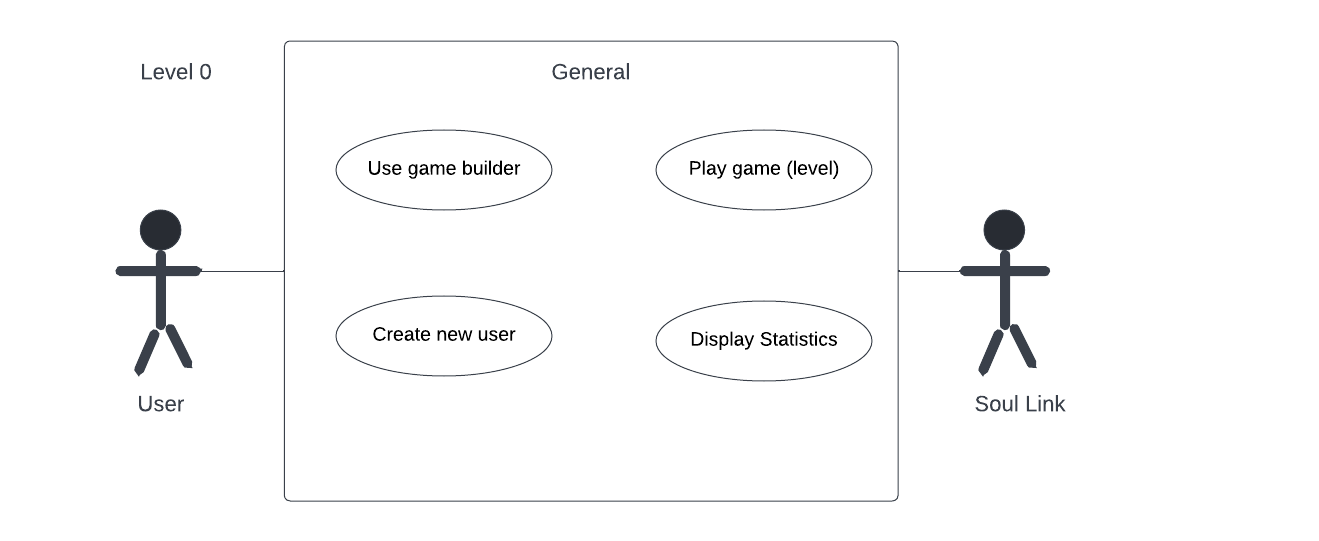 Level 0
General
Use game builder
Play game (level)
Create new user
Display Statistics
User
Soul Link